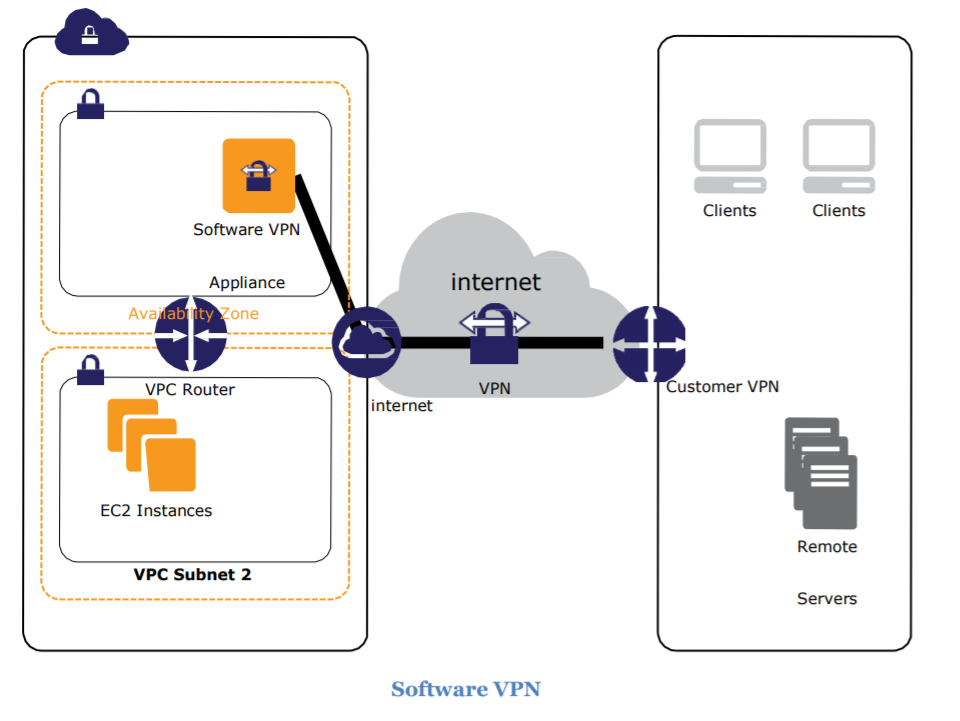 Clients
Clients
Software VPN
Appliance
Availability Zone
internet
VPC Router
VPN
Customer VPN
internet
EC2 Instances
Remote
Servers
VPC Subnet 2
Software VPN